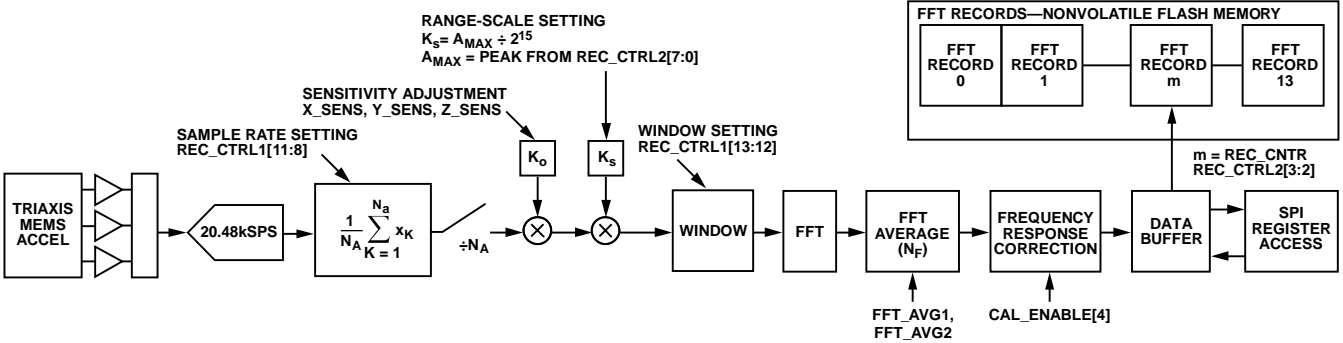 RANGE-SCALE SETTING
Ks= AMAX ÷ 2¹⁵
AMAX = PEAK FROM REC_CTRL2[7:0]
SENSITIVITY ADJUSTMENT
X_SENS, Y_SENS, Z_SENS
SAMPLE RATE SETTING
REC_CTRL1[11:8]
WINDOW SETTING
REC_CTRL1[13:12]
FFT RECORDS—NONVOLATILE FLASH MEMORY
FFT
RECORD
0
FFT
RECORD
1
FFT
RECORD
m
FFT
RECORD
13
m = REC_CNTR
REC_CTRL2[3:2]
TRIAXIS
MEMS
ACCEL
20.48kSPS
Na
1
NA
∑
xK
K = 1
÷NA
Ko
Ks
×
×
WINDOW
FFT
FFT
AVERAGE
(NF)
FREQUENCY
RESPONSE
CORRECTION
DATA
BUFFER
SPI
REGISTER
ACCESS
FFT_AVG1,
FFT_AVG2
CAL_ENABLE[4]